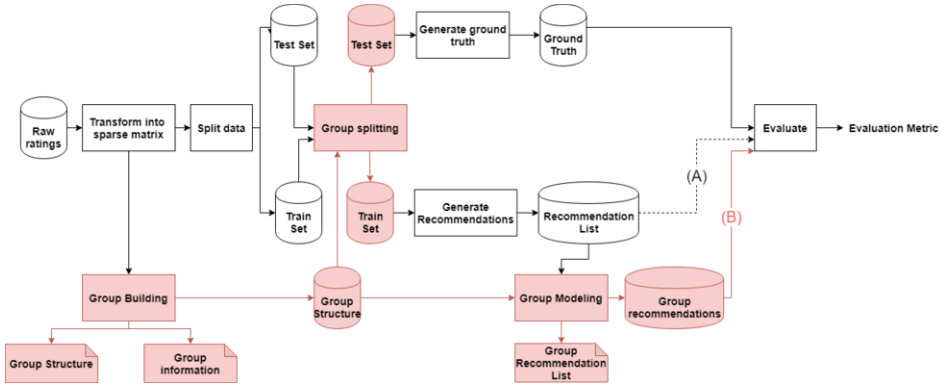 Test Set
Test Set
Generate ground
truth
Ground
Truth
Raw
ratings
Transform into
sparse matrix
Split data
Group splitting
Evaluate
Evaluation Metric
(A)
Train
Set
Train
Set
Generate
Recommendations
Recommendation
List
(B)
Group Building
Group
Structure
Group Modeling
Group
recommendations
Group Structure
Group
information
Group
Recommendation
List